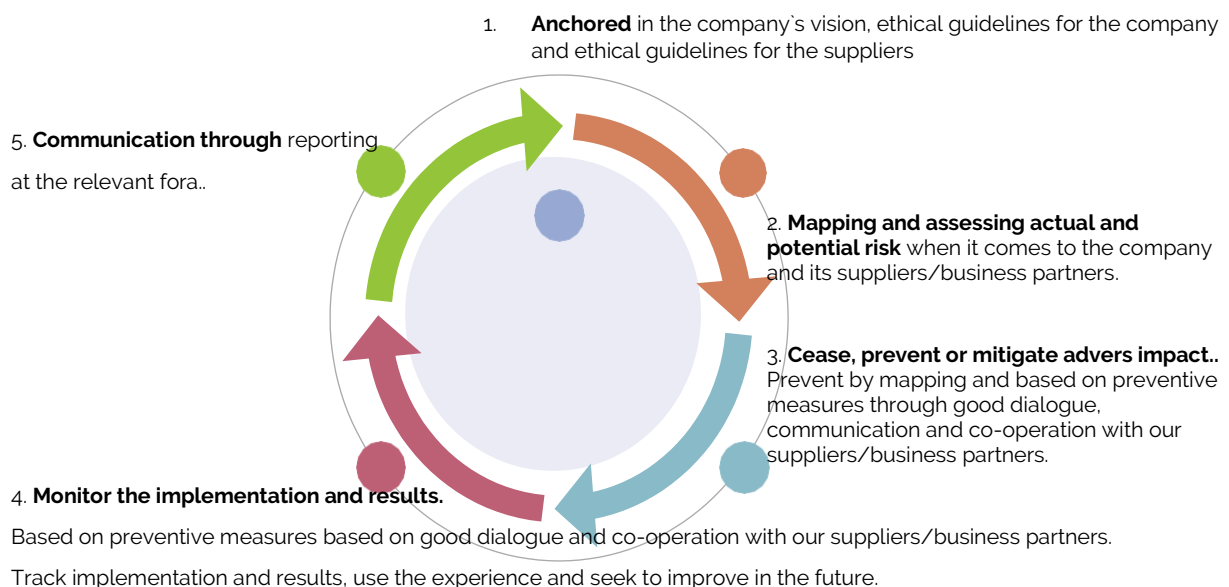 1. Anchored in the company`s vision, ethical guidelines for the company
and ethical guidelines for the suppliers
2. Mapping and assessing actual and
potential risk when it comes to the company
and its suppliers/business partners.
3. Cease, prevent or mitigate advers impact..
Prevent by mapping and based on preventive
measures through good dialogue,
communication and co-operation with our
suppliers/business partners.
4. Monitor the implementation and results.
Based on preventive measures based on good dialogue and co-operation with our suppliers/business partners.
Track implementation and results, use the experience and seek to improve in the future.
5. Communication through reporting
at the relevant fora..